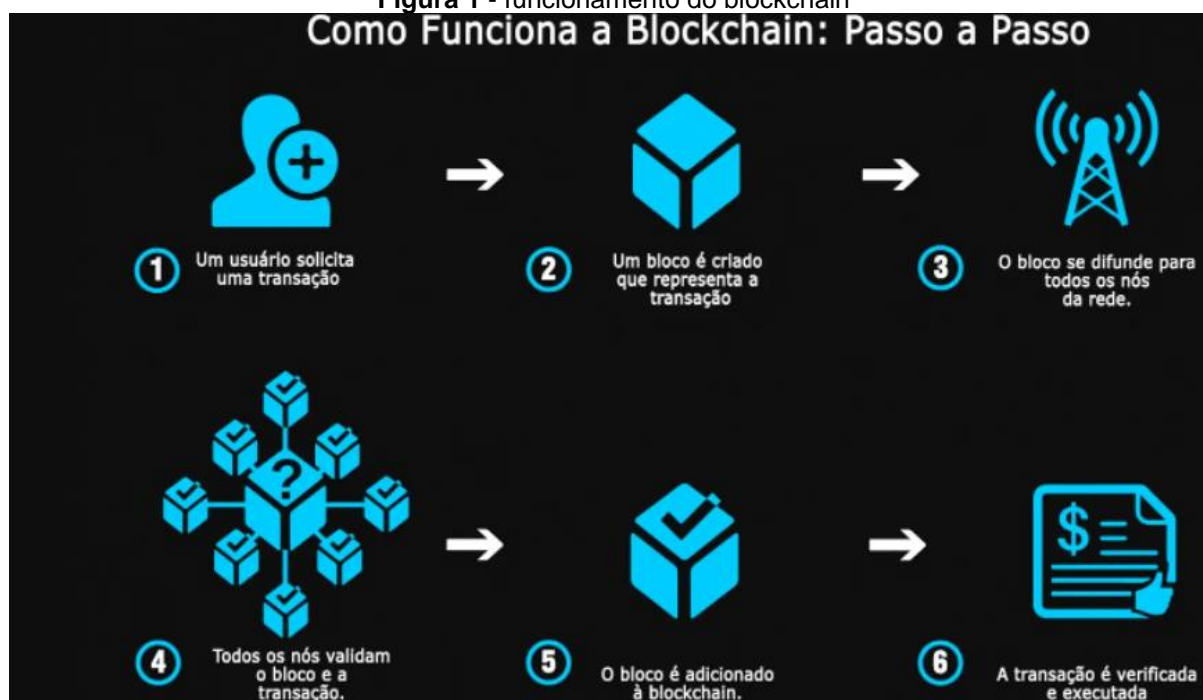 Figura 1 - funcionamento do blockchain
Como Funciona a Blockchain: Passo a Passo
1
Um usuário solicita
uma transação
2
Um bloco é criado
que representa a
transação
3
O bloco se difunde para
todos os nós
da rede.
?
$
4
Todos os nós validam
o bloco e a
transação.
5
O bloco é adicionado
à blockchain.
6
A transação é verificada
e executada